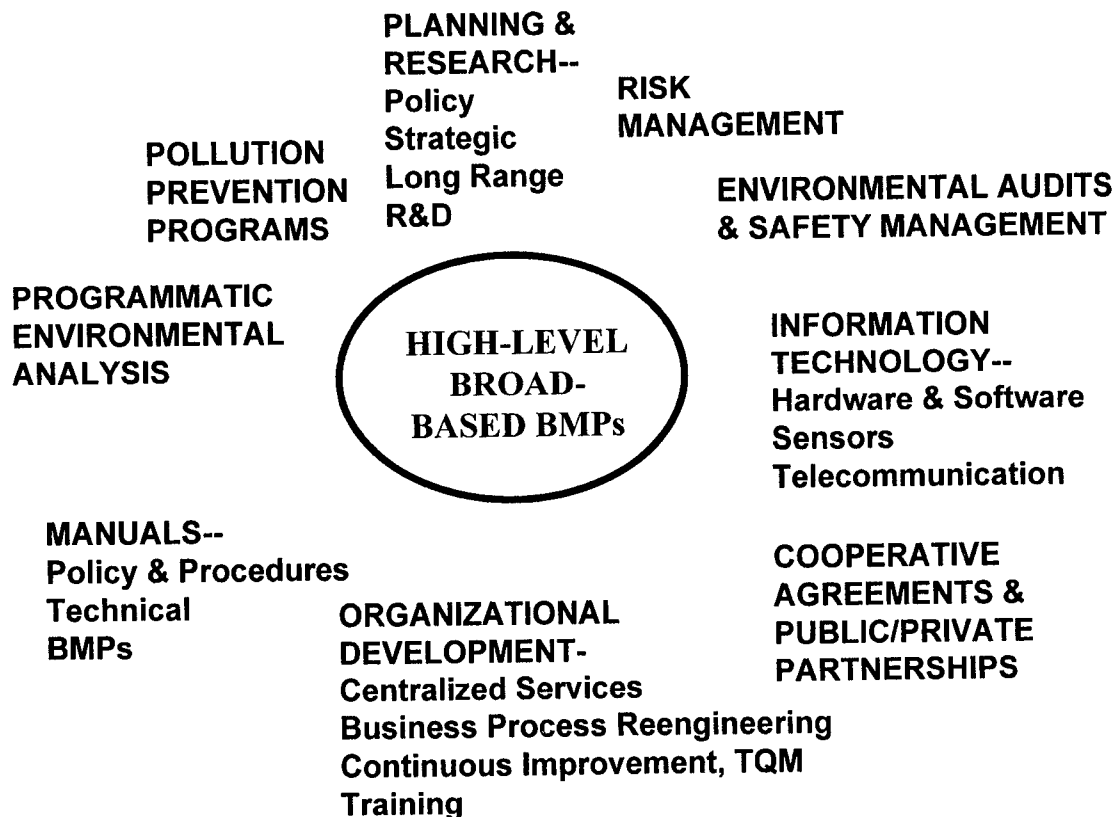 PLANNING &
RESEARCH--
Policy
Strategic
Long Range
R&D
RISK
MANAGEMENT
POLLUTION
PREVENTION
PROGRAMS
ENVIRONMENTAL AUDITS
& SAFETY MANAGEMENT
PROGRAMMATIC
ENVIRONMENTAL
ANALYSIS
HIGH-LEVEL
BROAD-
BASED BMPs
INFORMATION
TECHNOLOGY--
Hardware & Software
Sensors
Telecommunication
MANUALS--
Policy & Procedures
Technical
BMPs
ORGANIZATIONAL
DEVELOPMENT-
Centralized Services
Business Process Reengineering
Continuous Improvement, TQM
Training
COOPERATIVE
AGREEMENTS &
PUBLIC/PRIVATE
PARTNERSHIPS